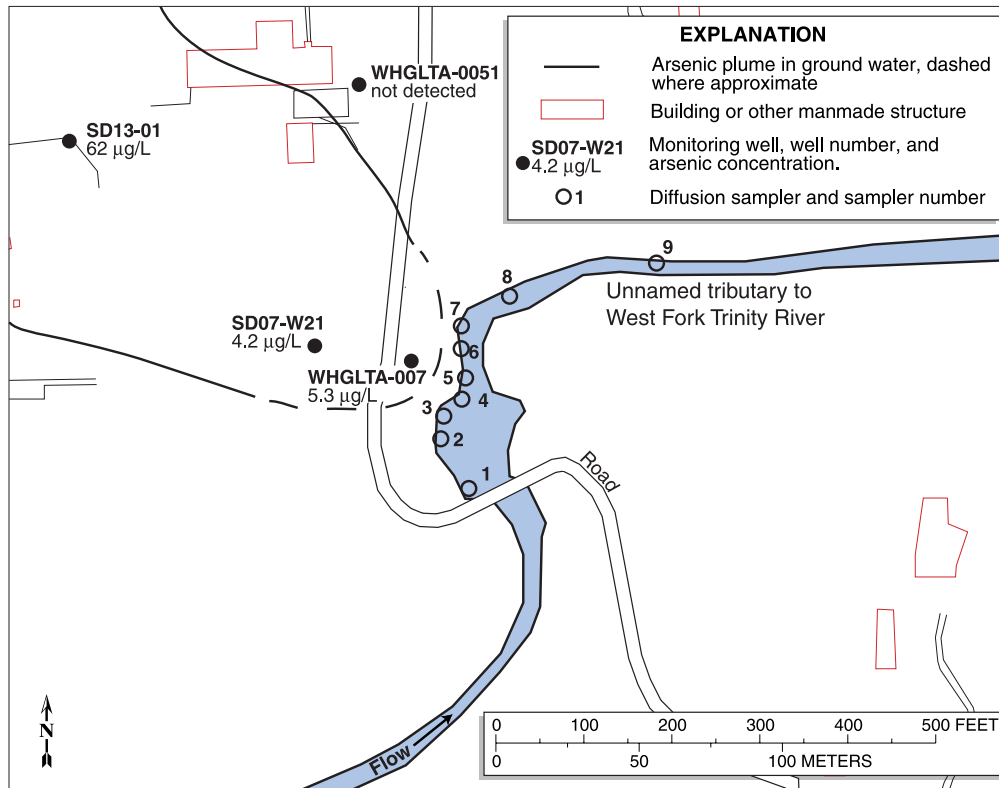 EXPLANATION
Arsenic plume in ground water, dashed
where approximate
Building or other manmade structure
SD07-W21
4.2 µg/L
Monitoring well, well number, and
arsenic concentration.
1
Diffusion sampler and sampler number
WHGLTA-0051
not detected
SD13-01
62 µg/L
9
8
Unnamed tributary to
West Fork Trinity River
7
SD07-W21
4.2 µg/L
6
WHGLTA-007
5.3 µg/L
5
4
3
2
1
Road
Flow
N
0 100 200 300 400 500 FEET
0 50 100 METERS